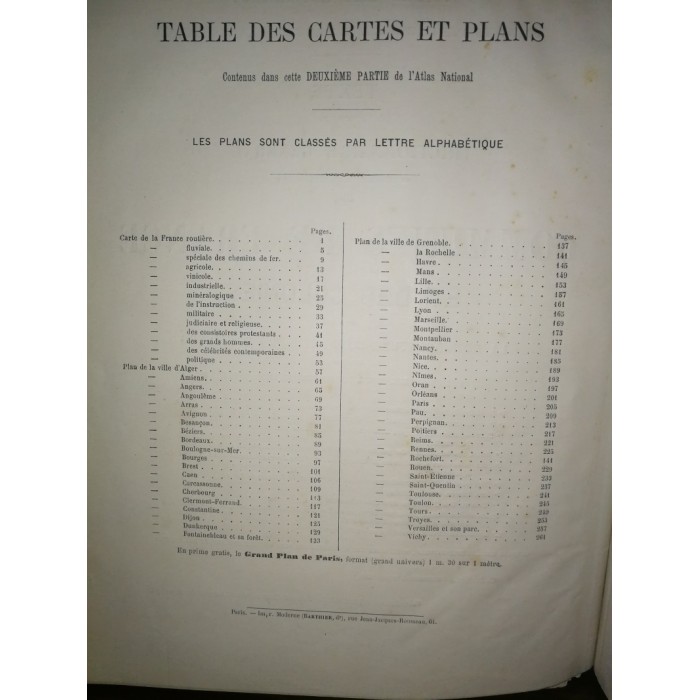 TABLE DES CARTES ET PLANS
Contenus dans cette DEUXIÈME PARTIE de l'Atlas National
LES PLANS SONT CLASSÉS PAR LETTRE ALPHABÉTIQUE
Pages.
Carte de la France routière. 1
— fluviale. 5
— spéciale des chemins de fer. 9
— agricole. 13
— vinicole. 17
— industrielle. 21
— minéralogique 25
— de l'instruction 29
— militaire 33
— judiciaire et religieuse. 37
— des consistoires protestants 41
— des grands hommes. 45
— des célébrités contemporaines 49
— politique 53
Plan de la ville d'Alger 57
— Amiens. 61
— Angers. 65
— Angoulême 69
— Arras 73
— Avignon 77
— Besançon. 81
— Béziers. 85
— Bordeaux. 89
— Boulogne-sur-Mer. 93
— Bourges 97
— Brest 101
— Caen 105
— Carcassonne. 109
— Cherbourg 113
— Clermont-Ferrand. 117
— Constantine 121
— Dijon 125
— Dunkerque 129
— Fontainebleau et sa forêt. 133
Pages.
Plan de la ville de Grenoble. 137
— la Rochelle 141
— Havre. 145
— Mans 149
— Lille. 153
— Limoges 157
— Lorient. 161
— Lyon 165
— Marseille. 169
— Montpellier 173
— Montauban 177
— Nancy. 181
— Nantes. 185
— Nice. 189
— Nîmes. 193
— Oran 197
— Orléans 201
— Paris 205
— Pau. 209
— Perpignan. 213
— Poitiers 217
— Reims. 221
— Rennes. 225
— Rochefort. 141
— Rouen. 229
— Saint-Étienne 233
— Saint-Quentin 237
— Toulouse. 241
— Toulon. 245
— Tours 249
— Troyes. 253
— Versailles et son parc. 257
— Vichy. 261
En prime gratis, le Grand Plan de Paris, format (grand univers) 1 m. 30 sur 1 mètre.
Paris. — Imp. (BARTHIER, dr), rue Jean-Jacques-Rousseau, 61.